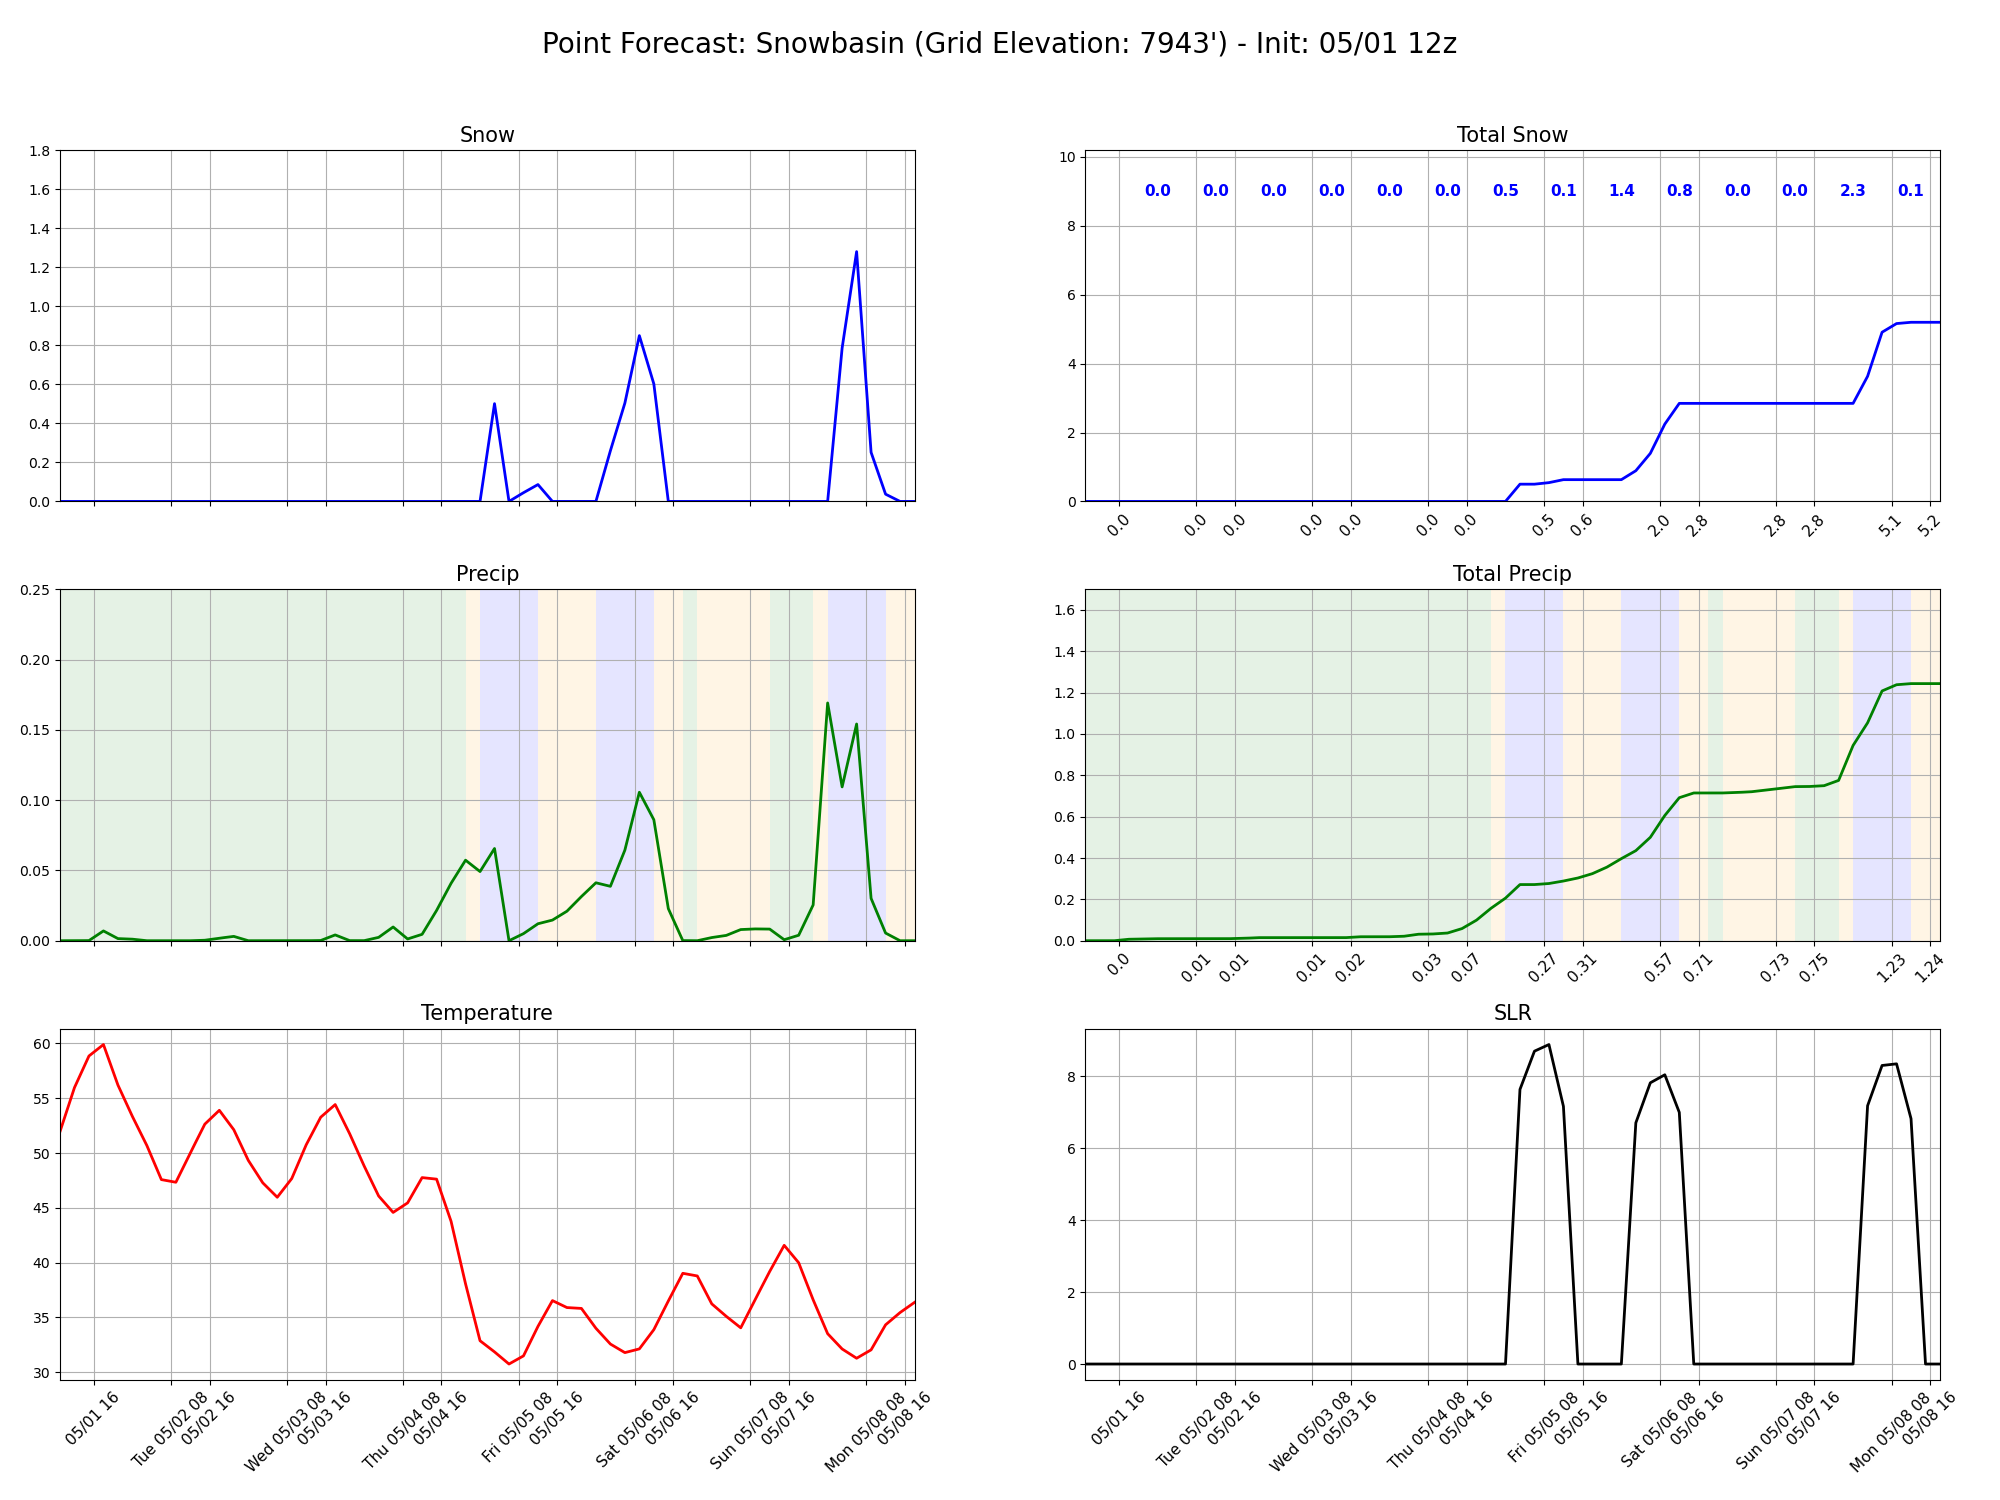 Point Forecast: Snowbasin (Grid Elevation: 7943') - Init: 05/01 12z
Snow
1.8
1.6
1.4
1.2
1.0
0.8
0.6
0.4
0.2
0.0
Total Snow
10
8
6
4
2
0
0.0 0.0 0.0 0.0 0.0 0.0 0.5 0.1 1.4 0.8 0.0 0.0 2.3 0.1
0.0 0.0 0.0 0.0 0.0 0.0 0.0 0.5 0.6 2.0 2.8 2.8 2.8 5.1 5.2
Precip
0.25
0.20
0.15
0.10
0.05
0.00
Total Precip
1.6
1.4
1.2
1.0
0.8
0.6
0.4
0.2
0.0
0.0 0.01 0.01 0.01 0.02 0.03 0.07 0.27 0.31 0.57 0.71 0.73 0.75 1.23 1.24
Temperature
60
55
50
45
40
35
30
05/01 16
Tue 05/02 08
05/02 16
Wed 05/03 08
05/03 16
Thu 05/04 08
05/04 16
Fri 05/05 08
05/05 16
Sat 05/06 08
05/06 16
Sun 05/07 08
05/07 16
Mon 05/08 08
05/08 16
SLR
8
6
4
2
0
05/01 16
Tue 05/02 08
05/02 16
Wed 05/03 08
05/03 16
Thu 05/04 08
05/04 16
Fri 05/05 08
05/05 16
Sat 05/06 08
05/06 16
Sun 05/07 08
05/07 16
Mon 05/08 08
05/08 16